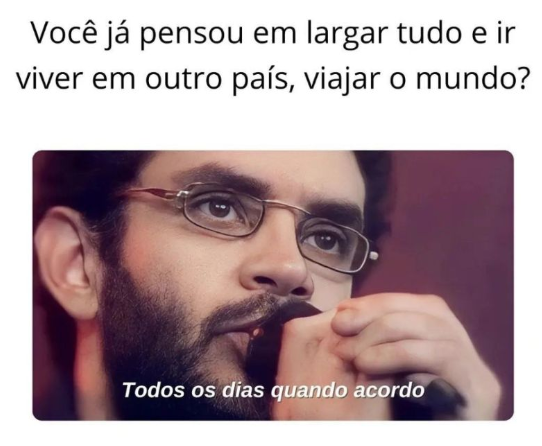 Você já pensou em largar tudo e ir
viver em outro país, viajar o mundo?
Todos os dias quando acordo